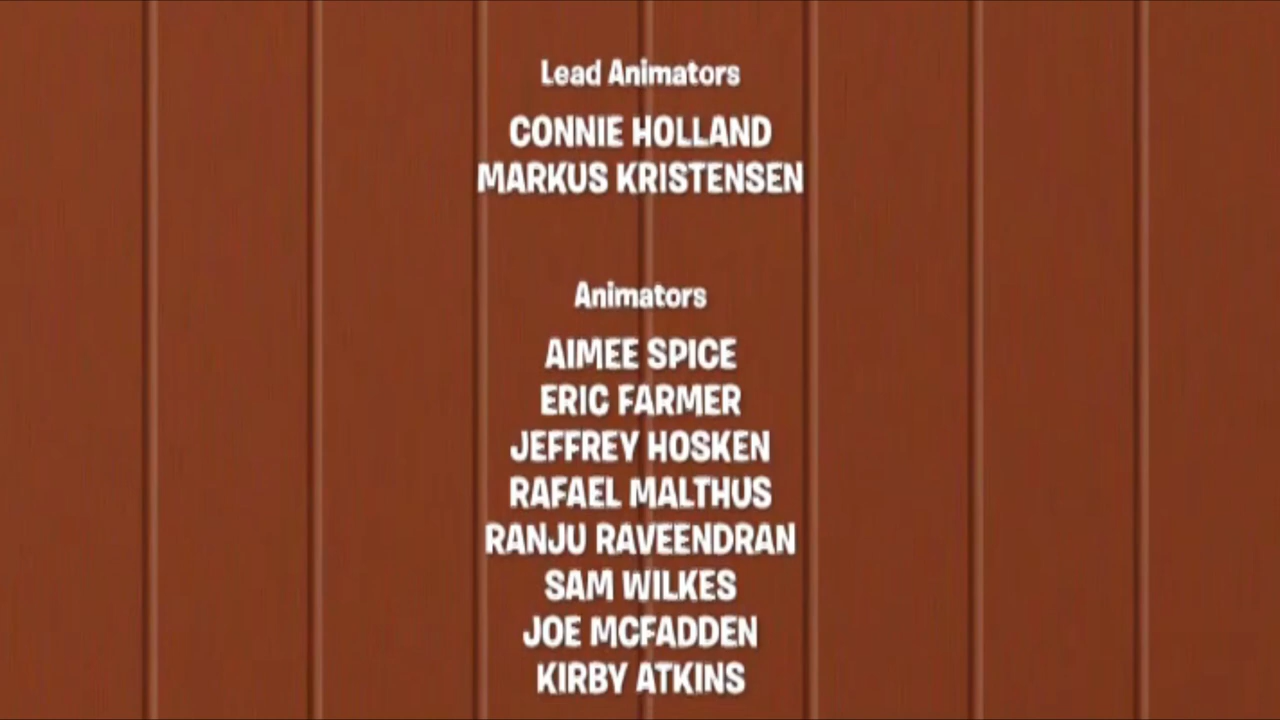 Lead Animators
CONNIE HOLLAND
MARKUS KRISTENSEN
Animators
AIMEE SPICE
ERIC FARMER
JEFFREY HOSKEN
RAFAEL MALTHUS
RANJU RAVEENDRAN
SAM WILKES
JOE MCFADDEN
KIRBY ATKINS